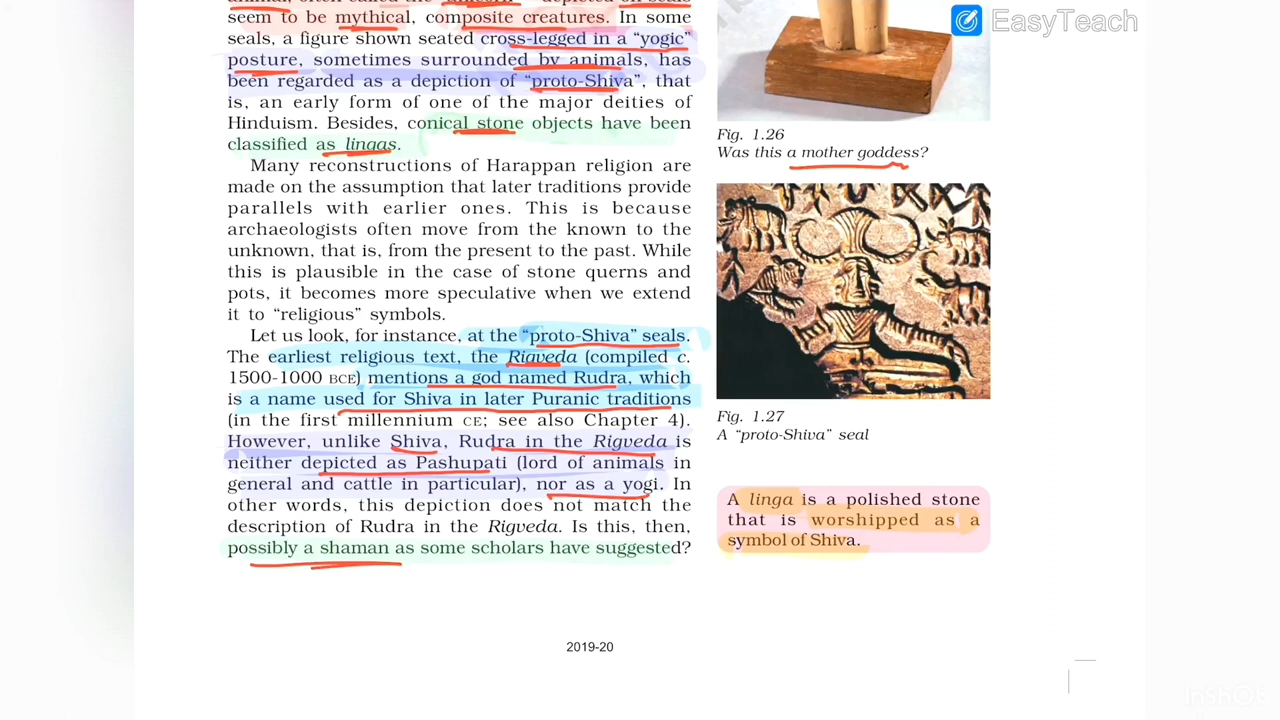 EasyTeach
animal, often called the "unicorn" – depicted on seals
seem to be mythical, composite creatures. In some
seals, a figure shown seated cross-legged in a "yogic"
posture, sometimes surrounded by animals, has
been regarded as a depiction of "proto-Shiva", that
is, an early form of one of the major deities of
Hinduism. Besides, conical stone objects have been
classified as lingas.
Many reconstructions of Harappan religion are
made on the assumption that later traditions provide
parallels with earlier ones. This is because
archaeologists often move from the known to the
unknown, that is, from the present to the past. While
this is plausible in the case of stone querns and
pots, it becomes more speculative when we extend
it to "religious" symbols.
Let us look, for instance, at the "proto-Shiva" seals.
The earliest religious text, the Rigveda (compiled c.
1500-1000 BCE) mentions a god named Rudra, which
is a name used for Shiva in later Puranic traditions
(in the first millennium CE; see also Chapter 4).
However, unlike Shiva, Rudra in the Rigveda is
neither depicted as Pashupati (lord of animals in
general and cattle in particular), nor as a yogi. In
other words, this depiction does not match the
description of Rudra in the Rigveda. Is this, then,
possibly a shaman as some scholars have suggested?
Fig. 1.26
Was this a mother goddess?
Fig. 1.27
A "proto-Shiva" seal
A linga is a polished stone
that is worshipped as a
symbol of Shiva.
2019-20
InShOt